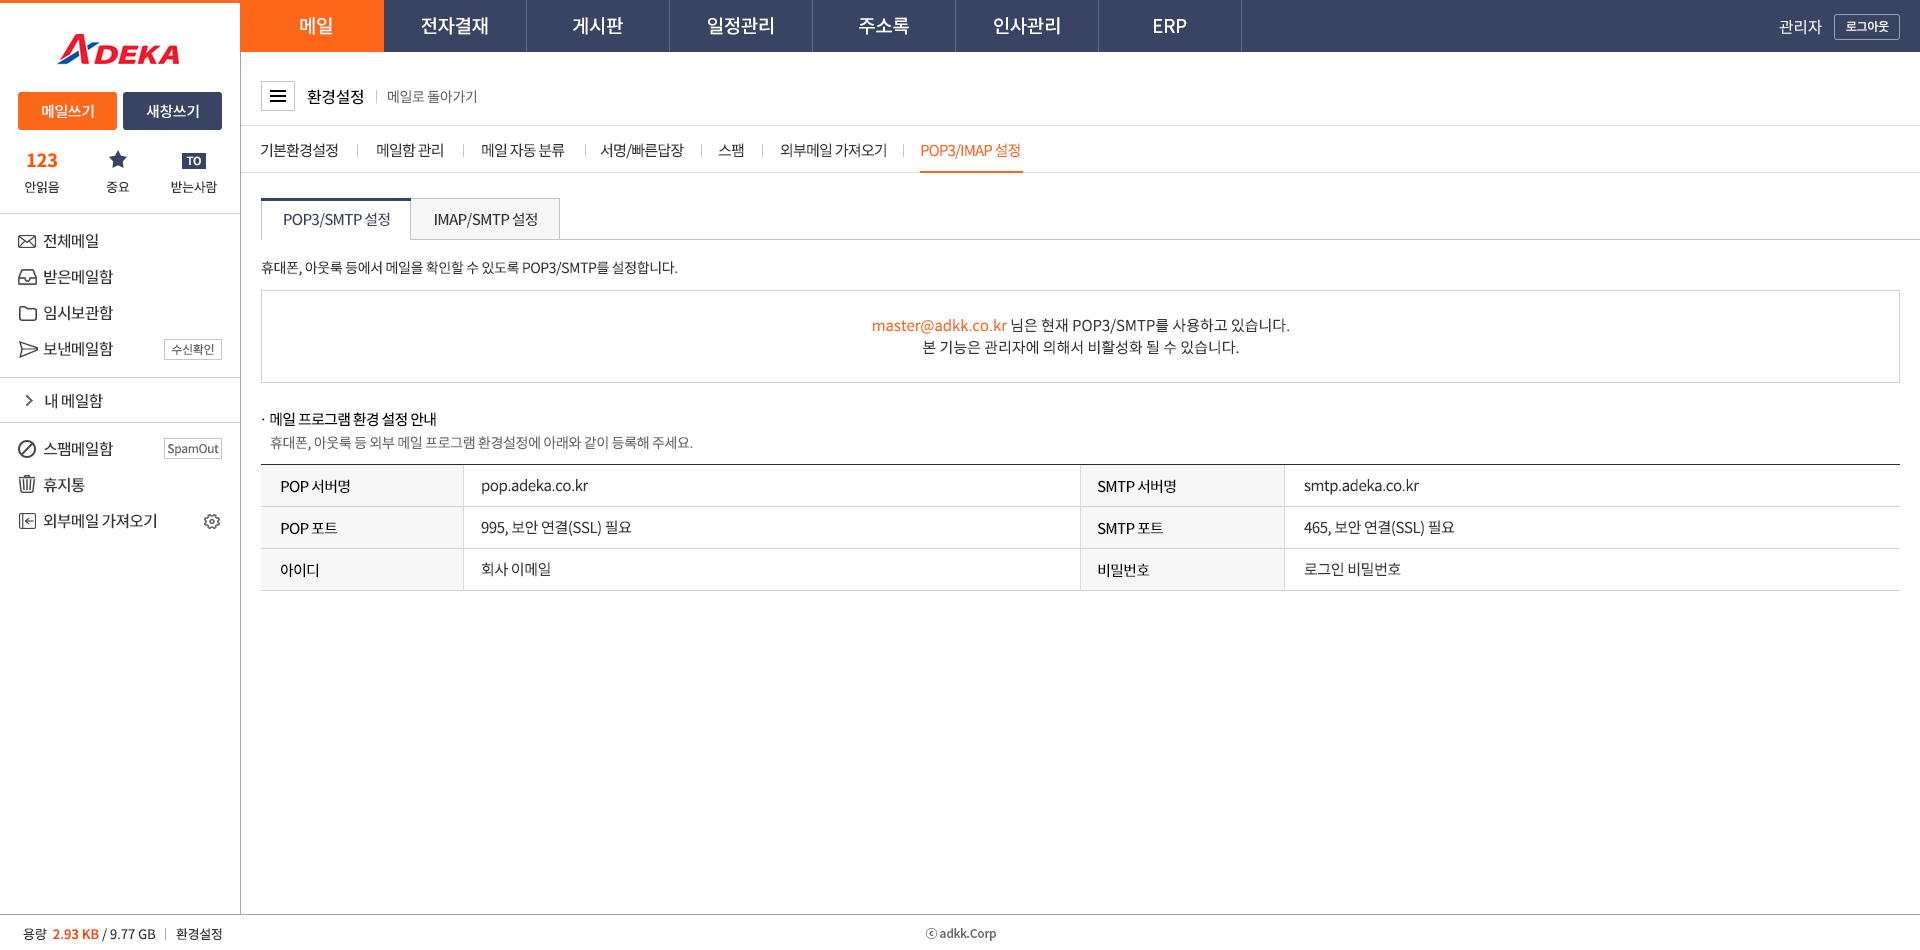 메일
전자결재
게시판
일정관리
주소록
인사관리
ERP
관리자
로그아웃
ADEKA
메일쓰기
새창쓰기
123
TO
안읽음
중요
받는사람
전체메일
받은메일함
임시보관함
보낸메일함
수신확인
내 메일함
스팸메일함
SpamOut
휴지통
외부메일 가져오기
환경설정
메일로 돌아가기
기본환경설정
메일함 관리
메일 자동 분류
서명/빠른답장
스팸
외부메일 가져오기
POP3/IMAP 설정
POP3/SMTP 설정
IMAP/SMTP 설정
휴대폰, 아웃룩 등에서 메일을 확인할 수 있도록 POP3/SMTP를 설정합니다.
master@adkk.co.kr 님은 현재 POP3/SMTP를 사용하고 있습니다.
본 기능은 관리자에 의해서 비활성화 될 수 있습니다.
· 메일 프로그램 환경 설정 안내
휴대폰, 아웃룩 등 외부 메일 프로그램 환경설정에 아래와 같이 등록해 주세요.
POP 서버명
pop.adeka.co.kr
SMTP 서버명
smtp.adeka.co.kr
POP 포트
995, 보안 연결(SSL) 필요
SMTP 포트
465, 보안 연결(SSL) 필요
아이디
회사 이메일
비밀번호
로그인 비밀번호
용량 2.93 KB / 9.77 GB
환경설정
ⓒ adkk.Corp